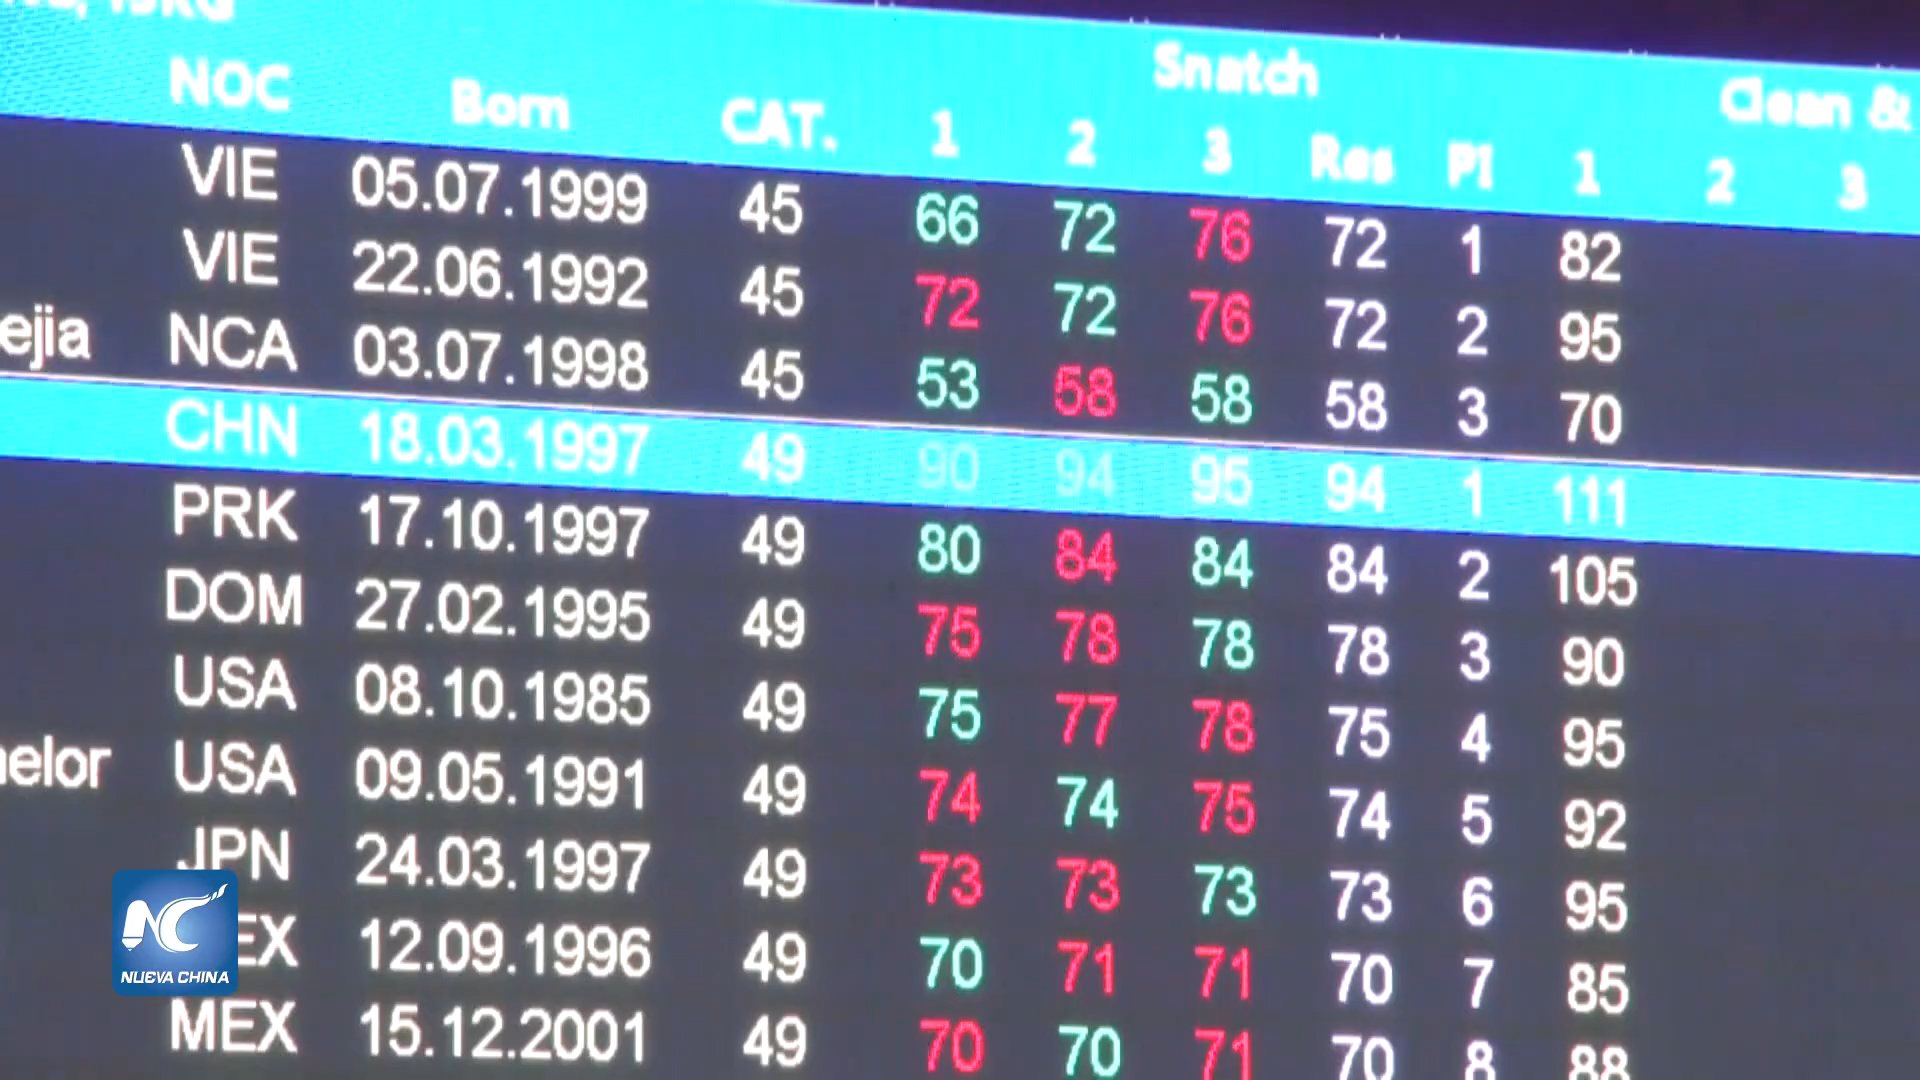 NOC Born CAT. Snatch Clean &
1 2 3 Res Pl 1 2 3
VIE 05.07.1999 45 66 72 76 72 1 82
VIE 22.06.1992 45 72 72 76 72 2 95
ejia NCA 03.07.1998 45 53 58 58 58 3 70
CHN 18.03.1997 49 90 94 95 94 1 111
PRK 17.10.1997 49 80 84 84 84 2 105
DOM 27.02.1995 49 75 78 78 78 3 90
USA 08.10.1985 49 75 77 78 75 4 95
elor USA 09.05.1991 49 74 74 75 74 5 92
JPN 24.03.1997 49 73 73 73 73 6 95
EX 12.09.1996 49 70 71 71 70 7 85
MEX 15.12.2001 49 70 70 71 70 8 88
NC
NUEVA CHINA